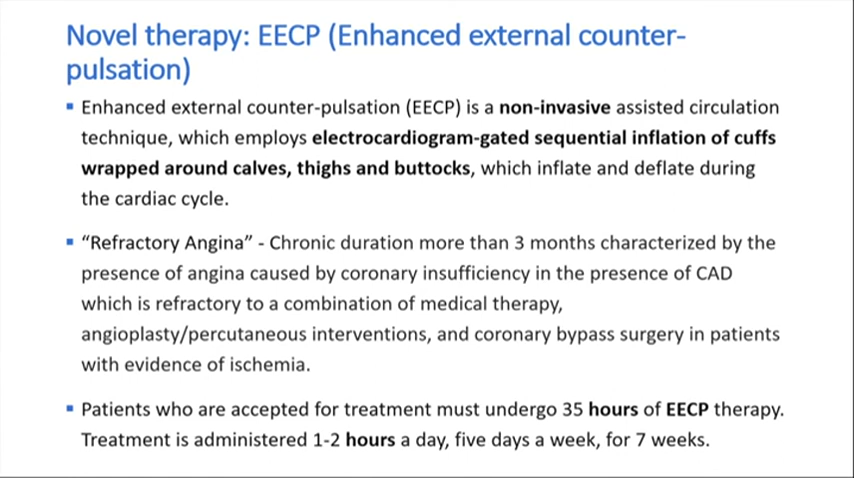 Novel therapy: EECP (Enhanced external counter-
pulsation)
▪ Enhanced external counter-pulsation (EECP) is a non-invasive assisted circulation
technique, which employs electrocardiogram-gated sequential inflation of cuffs
wrapped around calves, thighs and buttocks, which inflate and deflate during
the cardiac cycle.
▪ “Refractory Angina” - Chronic duration more than 3 months characterized by the
presence of angina caused by coronary insufficiency in the presence of CAD
which is refractory to a combination of medical therapy,
angioplasty/percutaneous interventions, and coronary bypass surgery in patients
with evidence of ischemia.
▪ Patients who are accepted for treatment must undergo 35 hours of EECP therapy.
Treatment is administered 1-2 hours a day, five days a week, for 7 weeks.